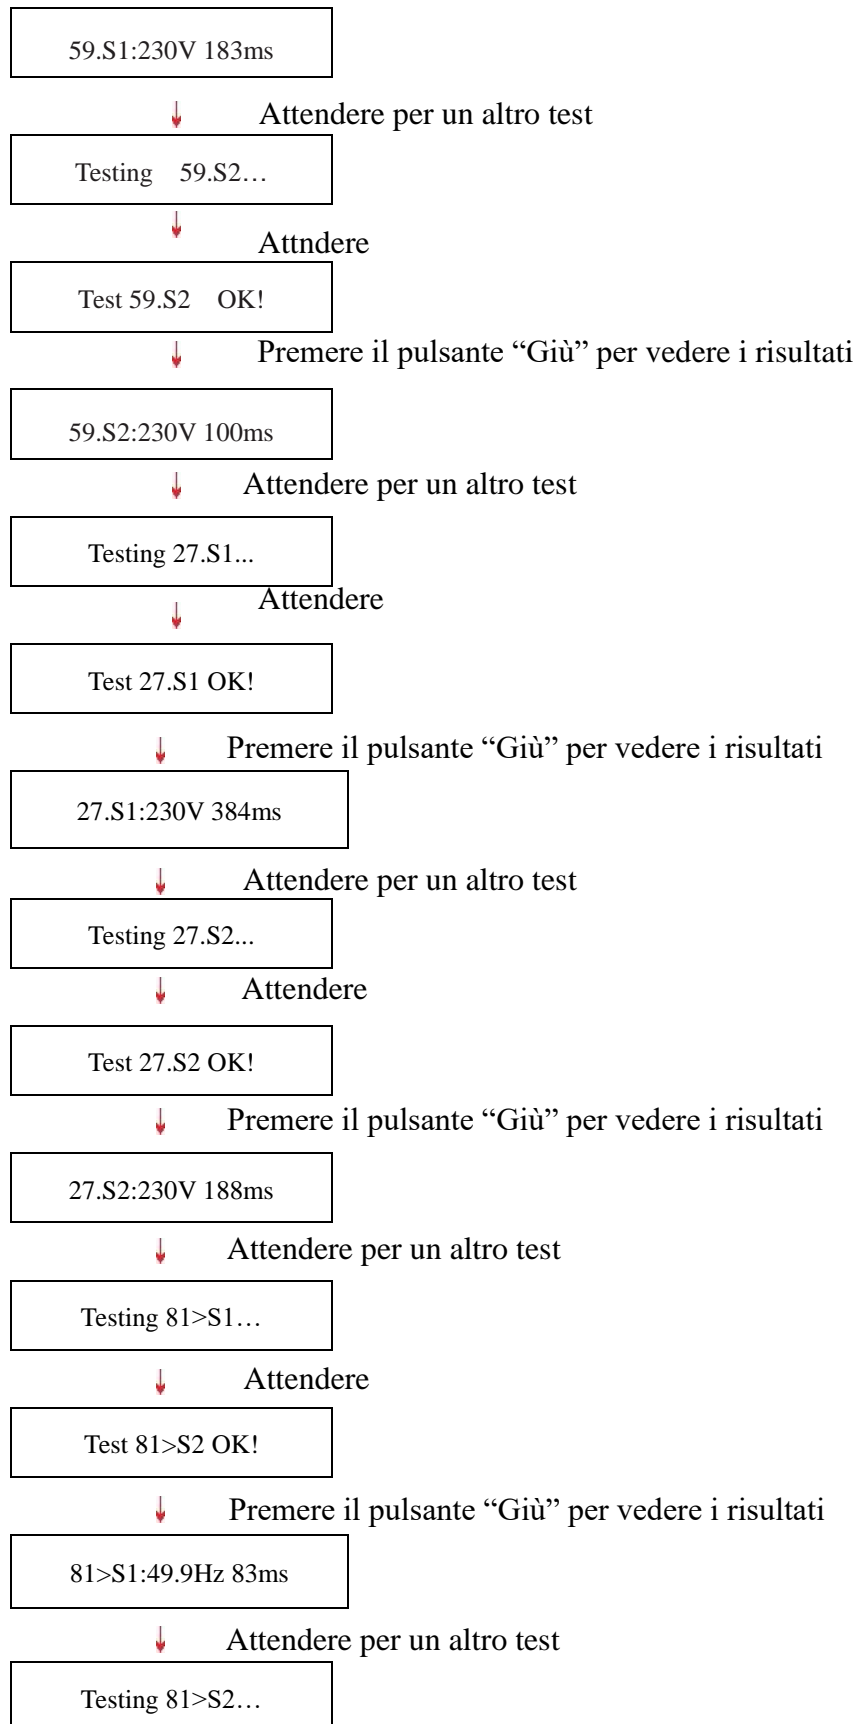 59.S1:230V 183ms
Attendere per un altro test
Testing 59.S2…
Attndere
Test 59.S2 OK!
Premere il pulsante “Giù” per vedere i risultati
59.S2:230V 100ms
Attendere per un altro test
Testing 27.S1...
Attendere
Test 27.S1 OK!
Premere il pulsante “Giù” per vedere i risultati
27.S1:230V 384ms
Attendere per un altro test
Testing 27.S2...
Attendere
Test 27.S2 OK!
Premere il pulsante “Giù” per vedere i risultati
27.S2:230V 188ms
Attendere per un altro test
Testing 81>S1…
Attendere
Test 81>S2 OK!
Premere il pulsante “Giù” per vedere i risultati
81>S1:49.9Hz 83ms
Attendere per un altro test
Testing 81>S2…